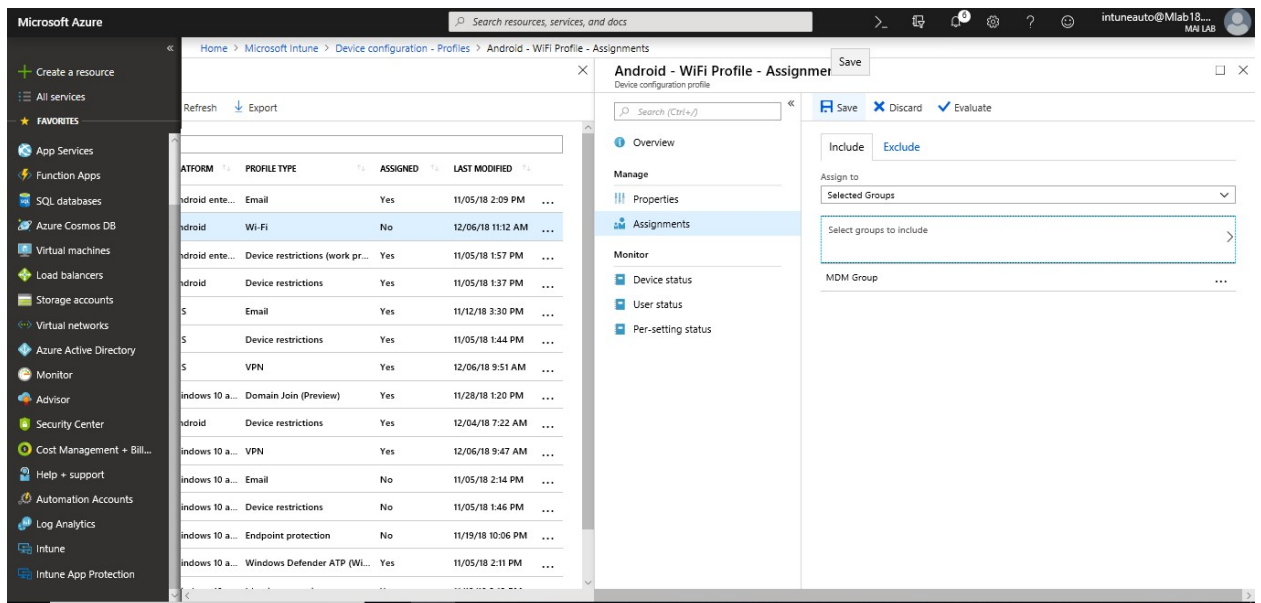 Microsoft Azure
Search resources, services, and docs
6
intuneauto@Mlab18....
MAI LAB
Home > Microsoft Intune > Device configuration - Profiles > Android - WiFi Profile - Assignments
Create a resource
All services
FAVORITES
App Services
Function Apps
SQL databases
Azure Cosmos DB
Virtual machines
Load balancers
Storage accounts
Virtual networks
Azure Active Directory
Monitor
Advisor
Security Center
Cost Management + Bill...
Help + support
Automation Accounts
Log Analytics
Intune
Intune App Protection
Refresh Export
ATFORM PROFILE TYPE ASSIGNED LAST MODIFIED
ndroid ente... Email Yes 11/05/18 2:09 PM ...
ndroid Wi-Fi No 12/06/18 11:12 AM ...
ndroid ente... Device restrictions (work pr... Yes 11/05/18 1:57 PM ...
ndroid Device restrictions Yes 11/05/18 1:37 PM ...
S Email Yes 11/12/18 3:30 PM ...
S Device restrictions Yes 11/05/18 1:44 PM ...
S VPN Yes 12/06/18 9:51 AM ...
indows 10 a... Domain Join (Preview) Yes 11/28/18 1:20 PM ...
ndroid Device restrictions Yes 12/04/18 7:22 AM ...
indows 10 a... VPN Yes 12/06/18 9:47 AM ...
indows 10 a... Email No 11/05/18 2:14 PM ...
indows 10 a... Device restrictions No 11/05/18 1:46 PM ...
indows 10 a... Endpoint protection No 11/19/18 10:06 PM ...
indows 10 a... Windows Defender ATP (Wi... Yes 11/05/18 2:11 PM ...
Android - WiFi Profile - Assignmen
Device configuration profile
Save
Search (Ctrl+/)
Overview
Manage
Properties
Assignments
Monitor
Device status
User status
Per-setting status
Save Discard Evaluate
Include Exclude
Assign to
Selected Groups
Select groups to include
MDM Group ...